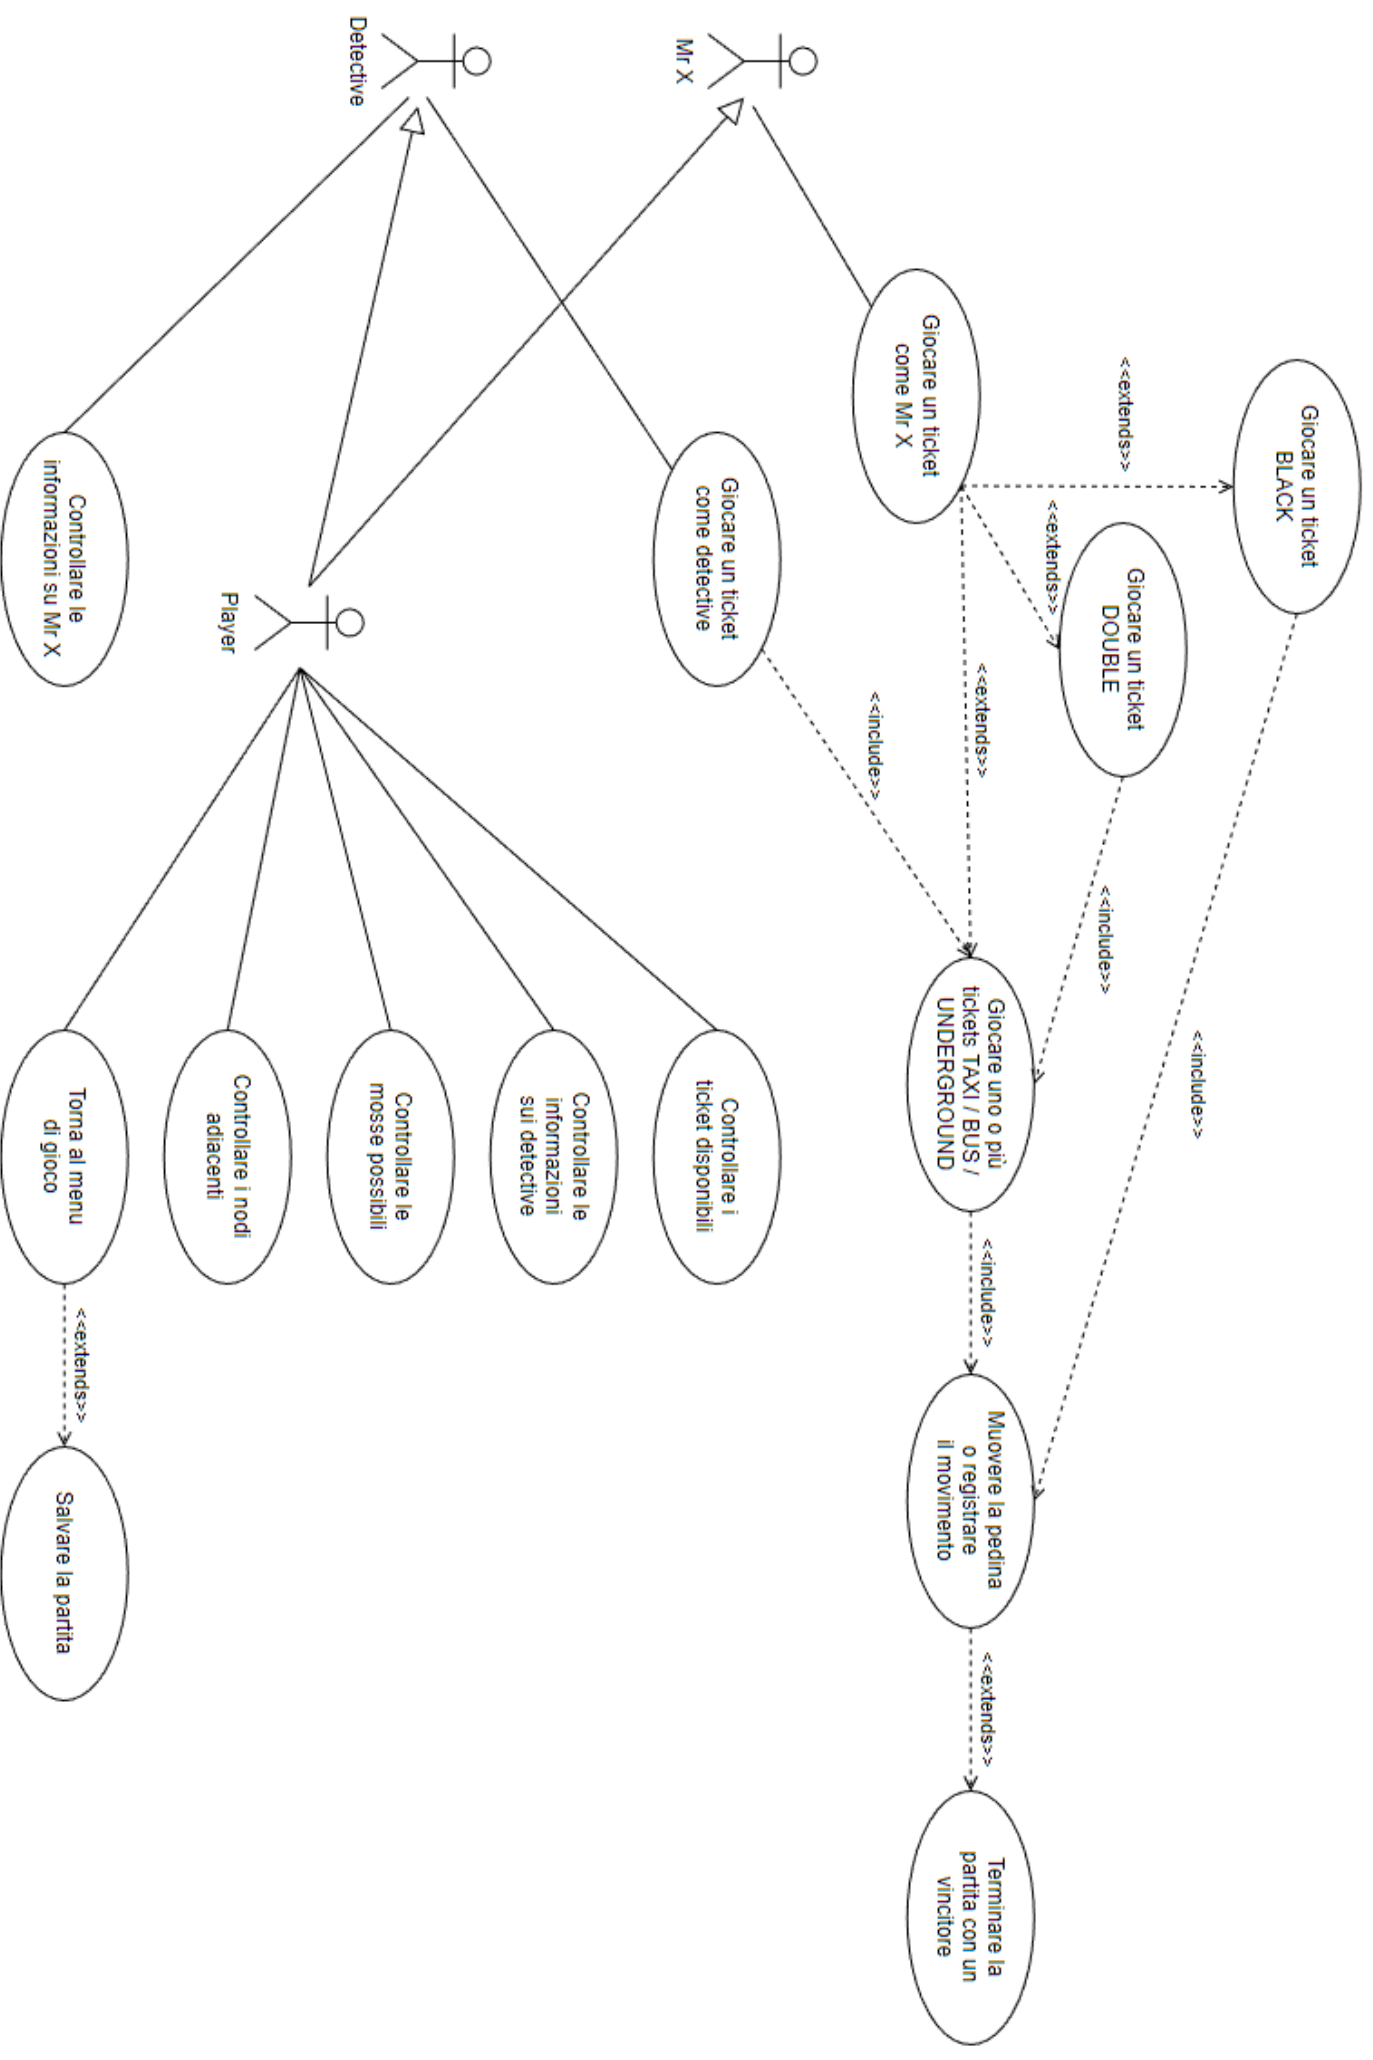 Giocare un ticket
BLACK
<<extends>>
Giocare un ticket
DOUBLE
<<extends>>
<<include>>
<<include>>
Mr X
Giocare un ticket
come Mr X
<<extends>>
Giocare uno o più
tickets TAXI / BUS /
UNDERGROUND
<<include>>
Muovere la pedina
o registrare
il movimento
<<extends>>
Terminare la
partita con un
vincitore
<<include>>
Giocare un ticket
come detective
Controllare i
ticket disponibili
Detective
Controllare le
informazioni
sui detective
Controllare le
mosse possibili
Player
Controllare i nodi
adiacenti
Controllare le
informazioni su Mr X
Torna al menu
di gioco
<<extends>>
Salvare la partita